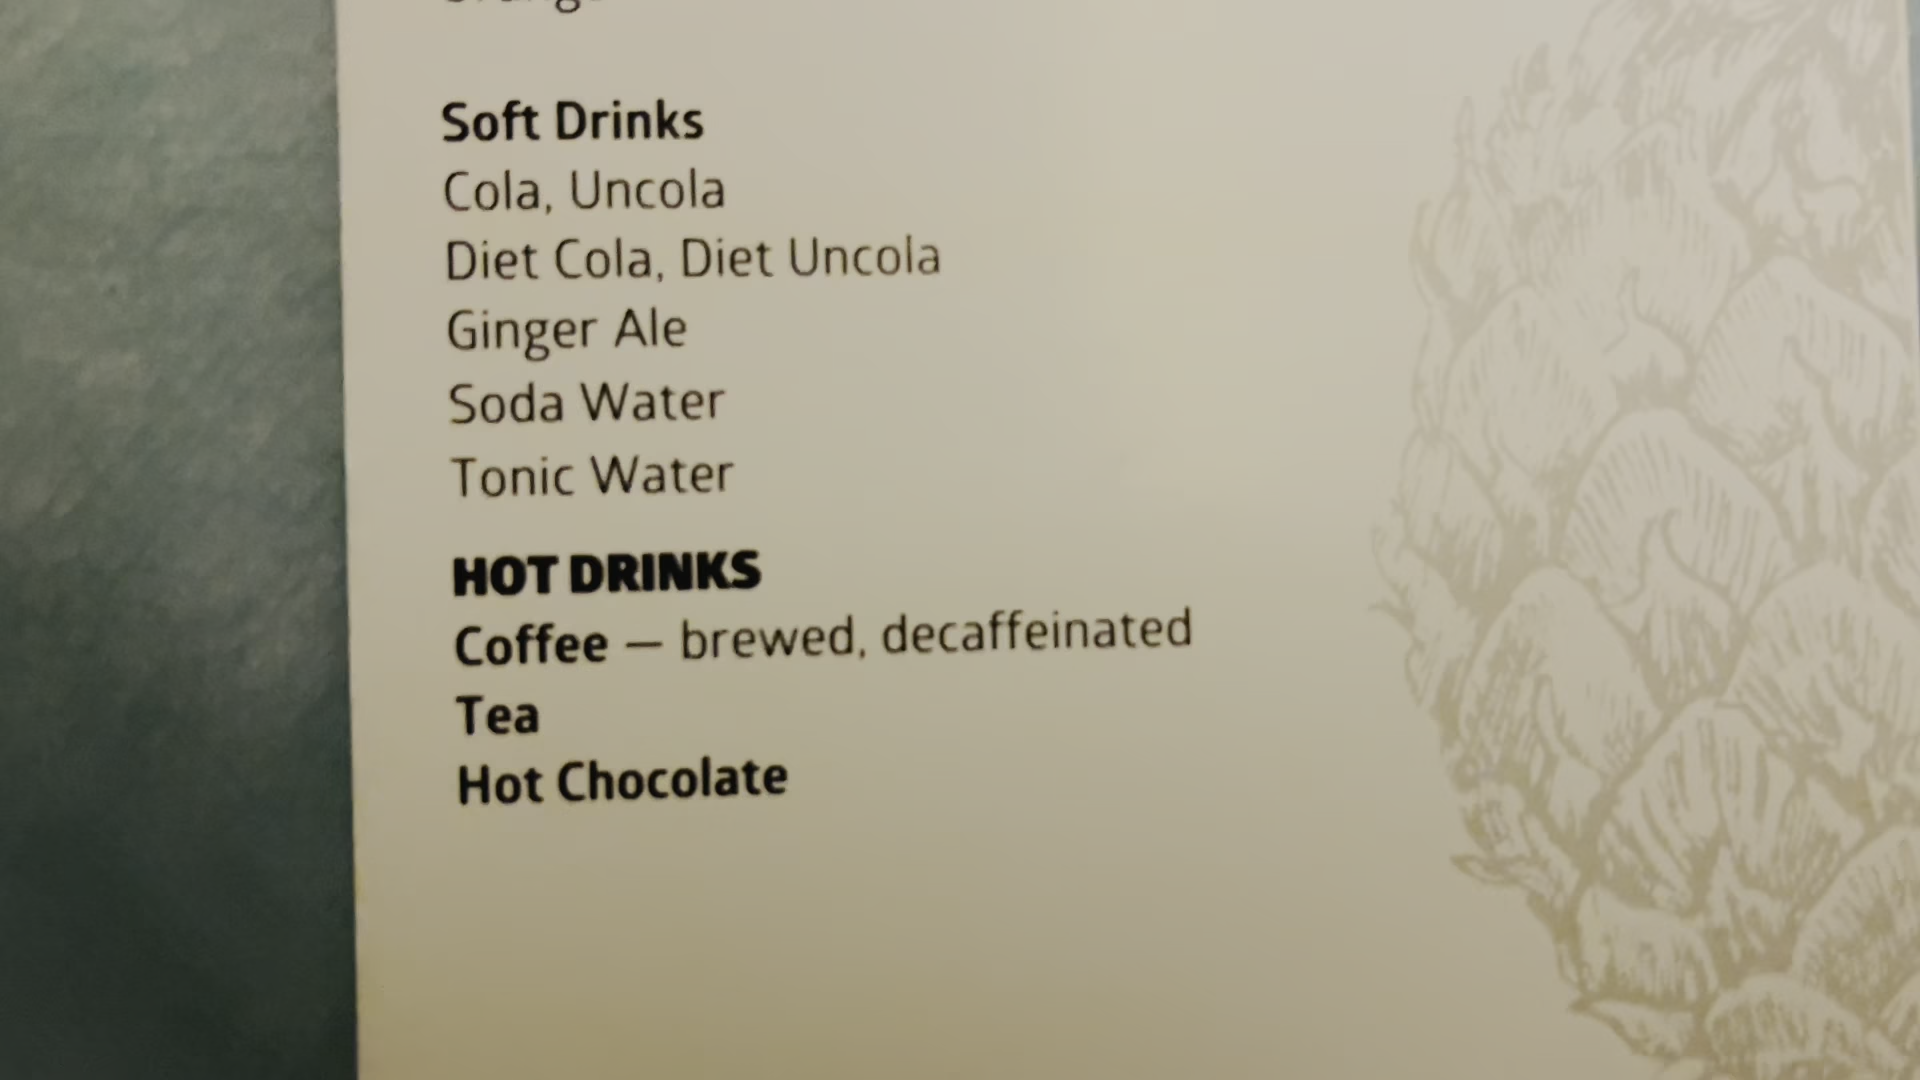 Soft Drinks
Cola, Uncola
Diet Cola, Diet Uncola
Ginger Ale
Soda Water
Tonic Water
HOT DRINKS
Coffee — brewed, decaffeinated
Tea
Hot Chocolate